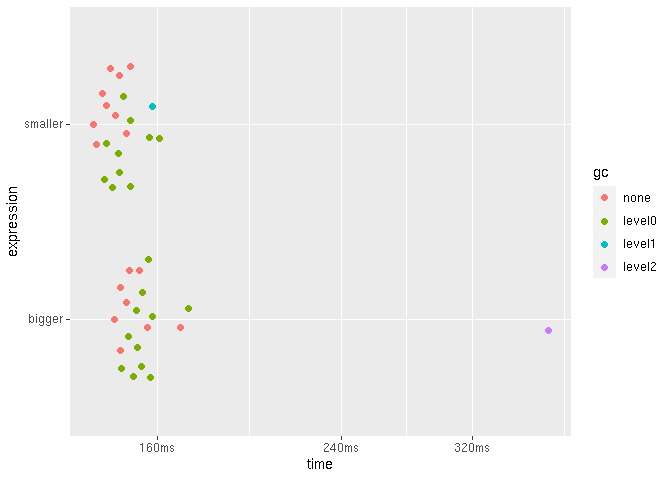 smaller
bigger
expression
160ms 240ms 320ms
time
gc
none
level0
level1
level2